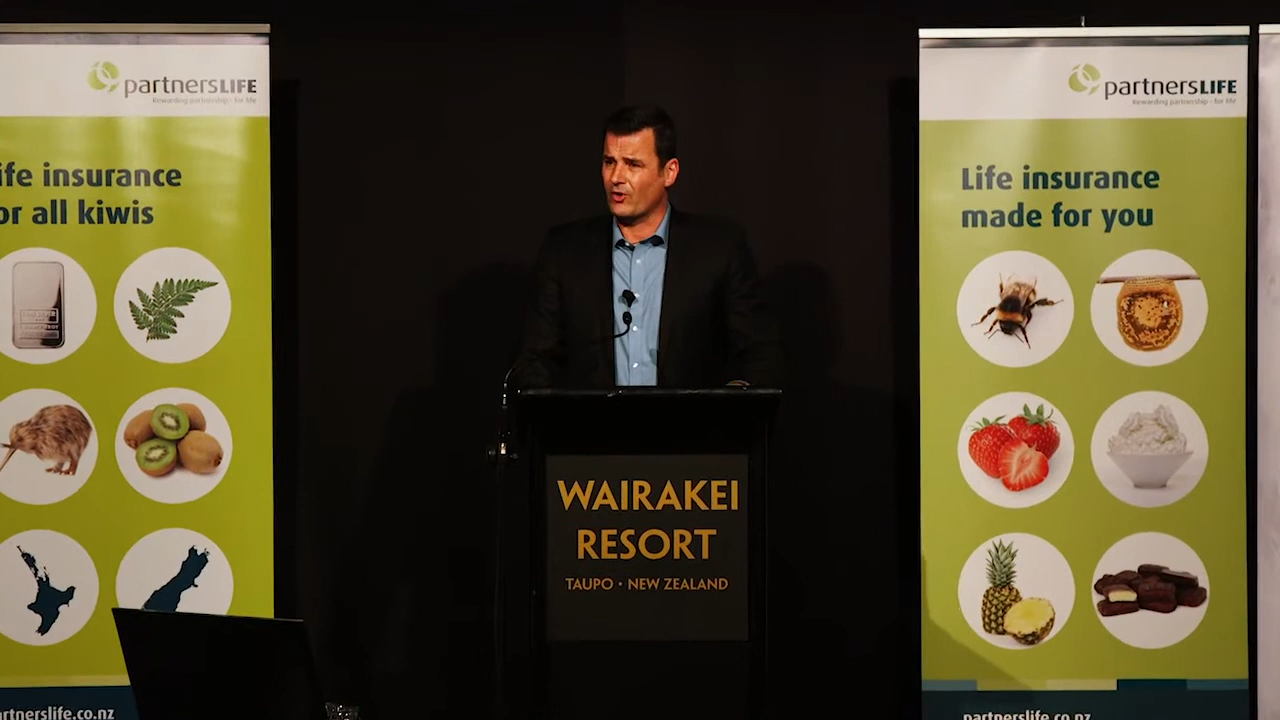 partnersLIFE
Rewarding partnership - for life
ife insurance
or all kiwis
artnerslife.co.nz
WAIRAKEI
RESORT
TAUPO · NEW ZEALAND
partnersLIFE
Rewarding partnership - for life
Life insurance
made for you
partnerslife.co.nz